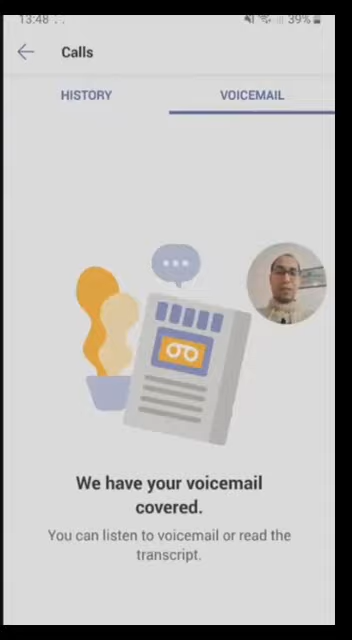 13:48
39%
Calls
HISTORY
VOICEMAIL
We have your voicemail
covered.
You can listen to voicemail or read the
transcript.